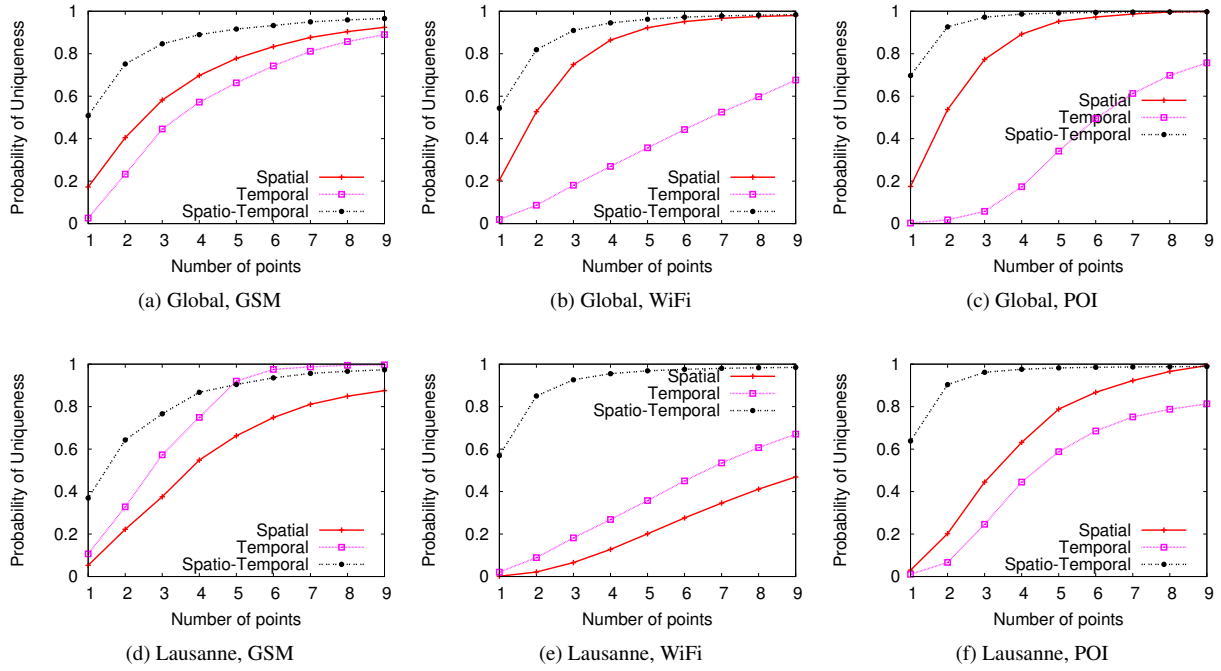 Probability of Uniqueness
1
0.8
0.6
0.4
0.2
0
Spatial
Temporal
Spatio-Temporal
1 2 3 4 5 6 7 8 9
Number of points
(a) Global, GSM
Probability of Uniqueness
1
0.8
0.6
0.4
0.2
0
Spatial
Temporal
Spatio-Temporal
1 2 3 4 5 6 7 8 9
Number of points
(b) Global, WiFi
Probability of Uniqueness
1
0.8
0.6
0.4
0.2
0
Spatial
Temporal
Spatio-Temporal
1 2 3 4 5 6 7 8 9
Number of points
(c) Global, POI
Probability of Uniqueness
1
0.8
0.6
0.4
0.2
0
Spatial
Temporal
Spatio-Temporal
1 2 3 4 5 6 7 8 9
Number of points
(d) Lausanne, GSM
Probability of Uniqueness
1
0.8
0.6
0.4
0.2
0
Spatial
Temporal
Spatio-Temporal
1 2 3 4 5 6 7 8 9
Number of points
(e) Lausanne, WiFi
Probability of Uniqueness
1
0.8
0.6
0.4
0.2
0
Spatial
Temporal
Spatio-Temporal
1 2 3 4 5 6 7 8 9
Number of points
(f) Lausanne, POI